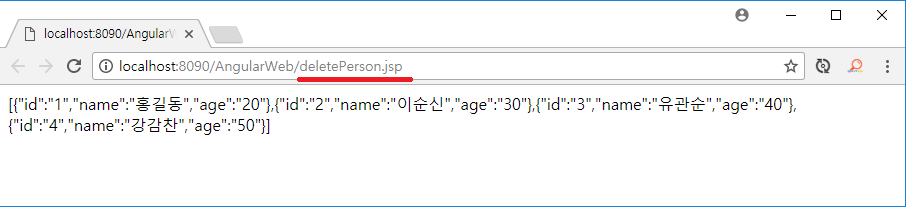 localhost:8090/AngularW
localhost:8090/AngularWeb/deletePerson.jsp
[{"id":"1","name":"홍길동","age":"20"},{"id":"2","name":"이순신","age":"30"},{"id":"3","name":"유관순","age":"40"},
{"id":"4","name":"강감찬","age":"50"}]